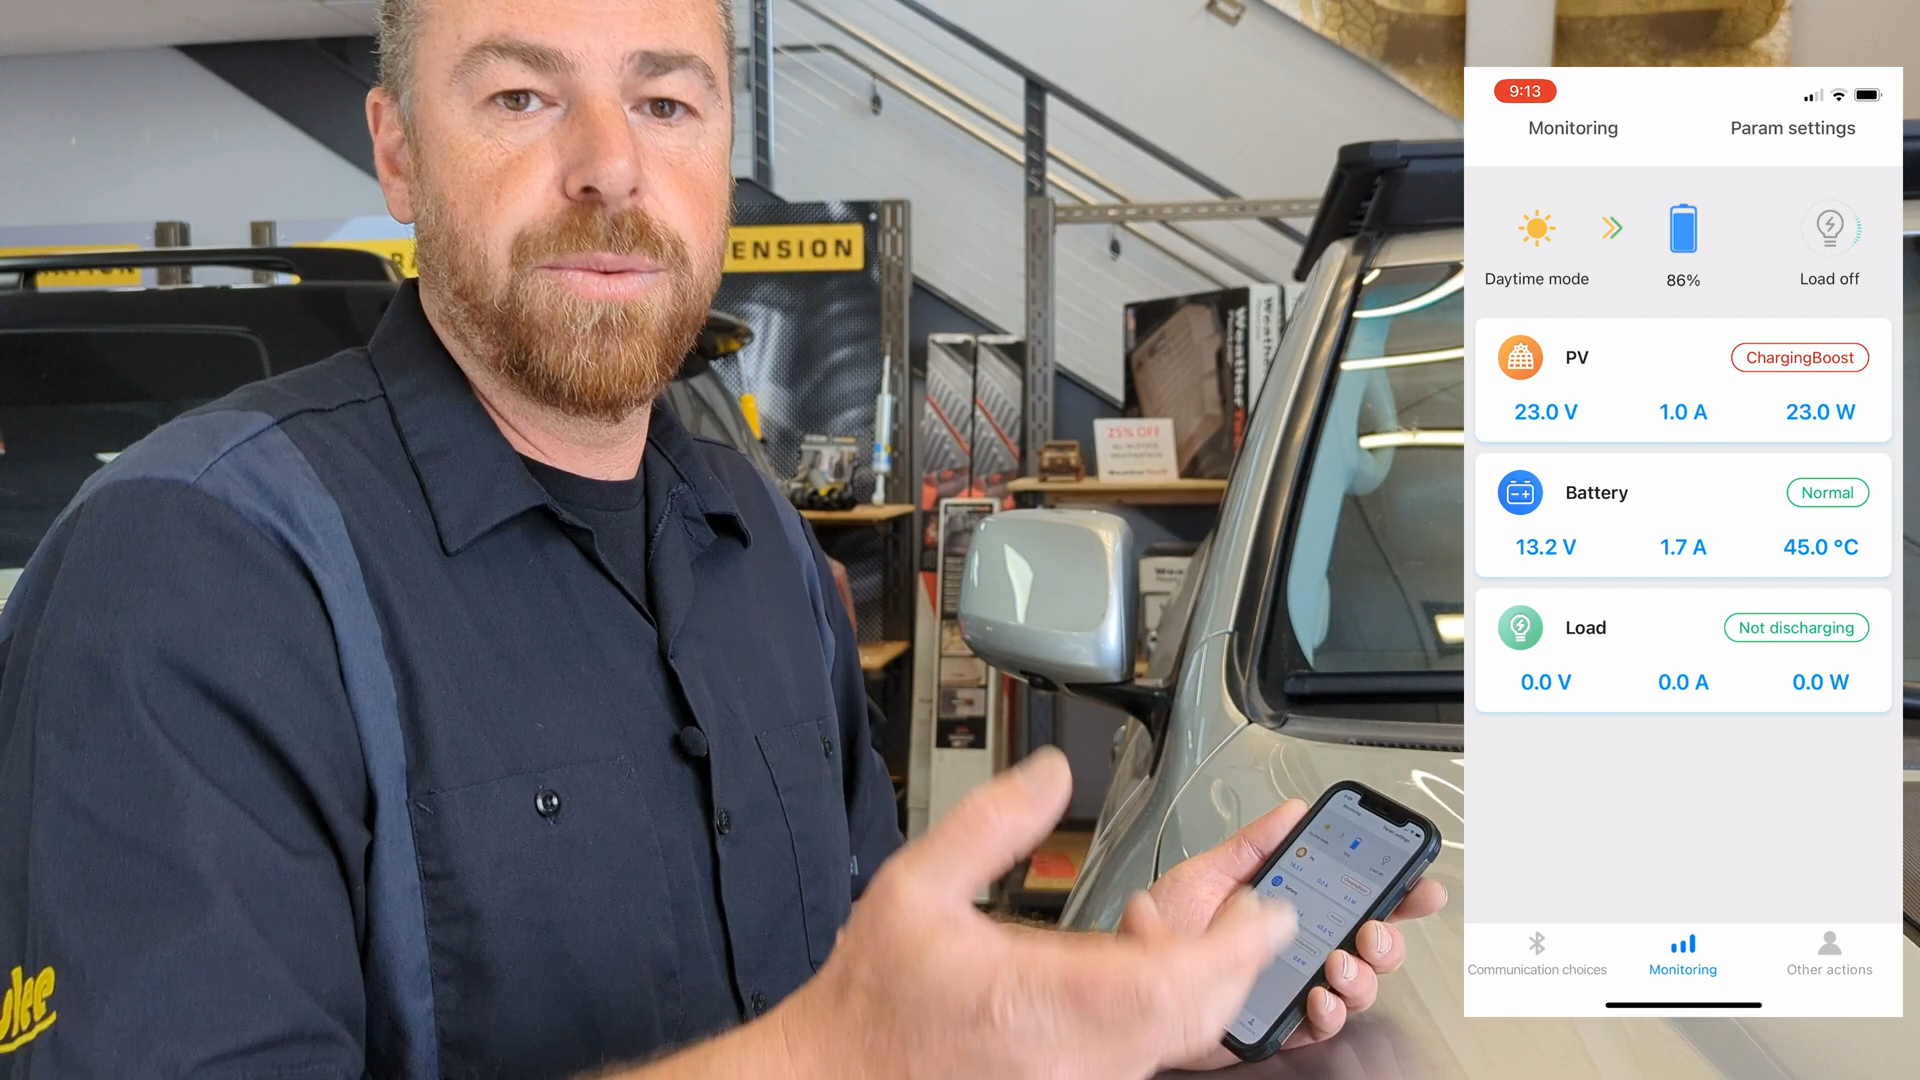 9:13
Monitoring
Param settings
Daytime mode
86%
Load off
PV
ChargingBoost
23.0 V
1.0 A
23.0 W
Battery
Normal
13.2 V
1.7 A
45.0 °C
Load
Not discharging
0.0 V
0.0 A
0.0 W
Communication choices
Monitoring
Other actions
ENSION
25% OFF